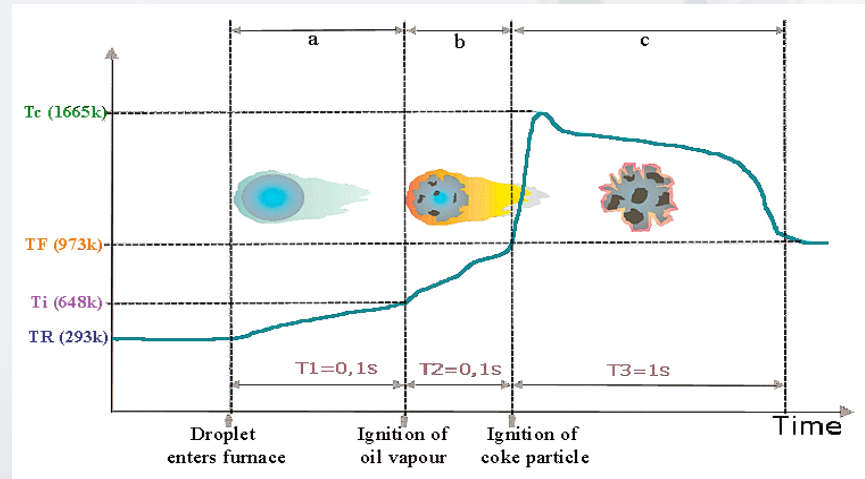 a
b
c
Tc (1665k)
TF (973k)
Ti (648k)
TR (293k)
T1=0,1s
T2=0,1s
T3=1s
Time
Droplet
enters furnace
Ignition of
oil vapour
Ignition of
coke particle